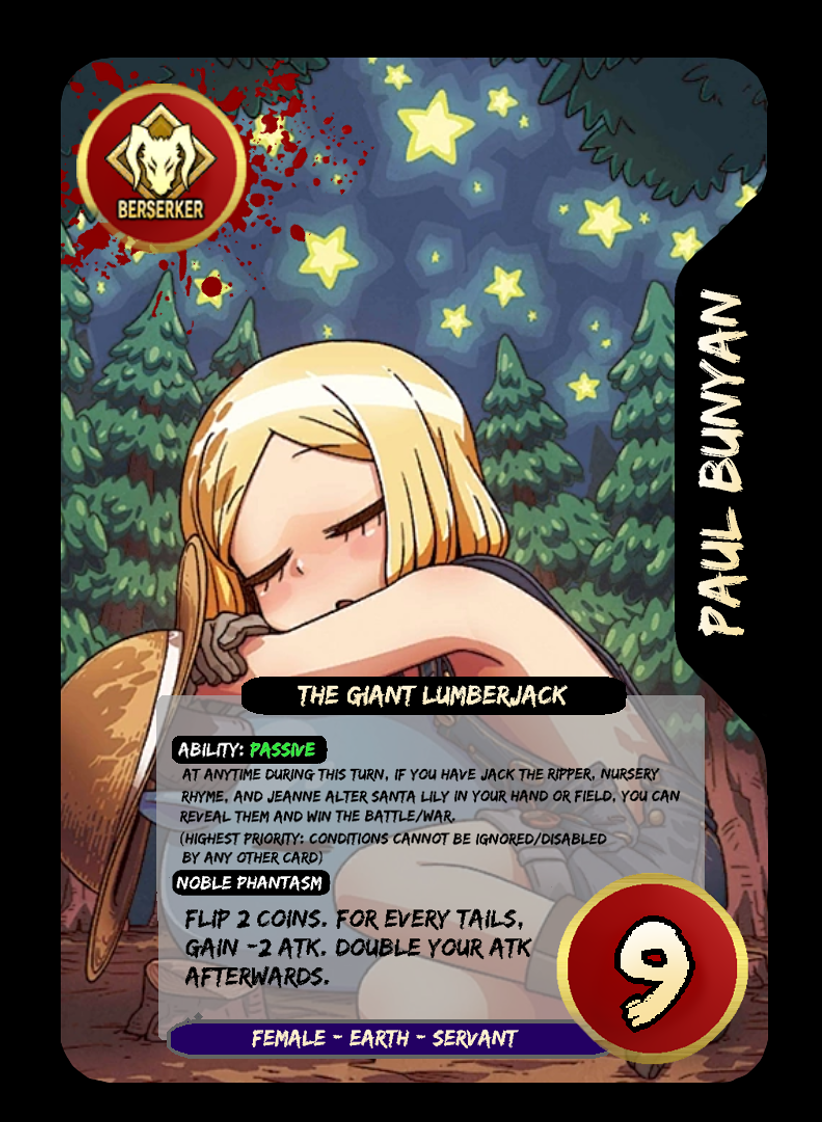 BERSERKER
PAUL BUNYAN
THE GIANT LUMBERJACK
ABILITY: PASSIVE
AT ANYTIME DURING THIS TURN, IF YOU HAVE JACK THE RIPPER, NURSERY
RHYME, AND JEANNE ALTER SANTA LILY IN YOUR HAND OR FIELD, YOU CAN
REVEAL THEM AND WIN THE BATTLE/WAR.
(HIGHEST PRIORITY: CONDITIONS CANNOT BE IGNORED/DISABLED
BY ANY OTHER CARD)
NOBLE PHANTASM
FLIP 2 COINS. FOR EVERY TAILS,
GAIN -2 ATK. DOUBLE YOUR ATK
AFTERWARDS.
9
FEMALE - EARTH - SERVANT